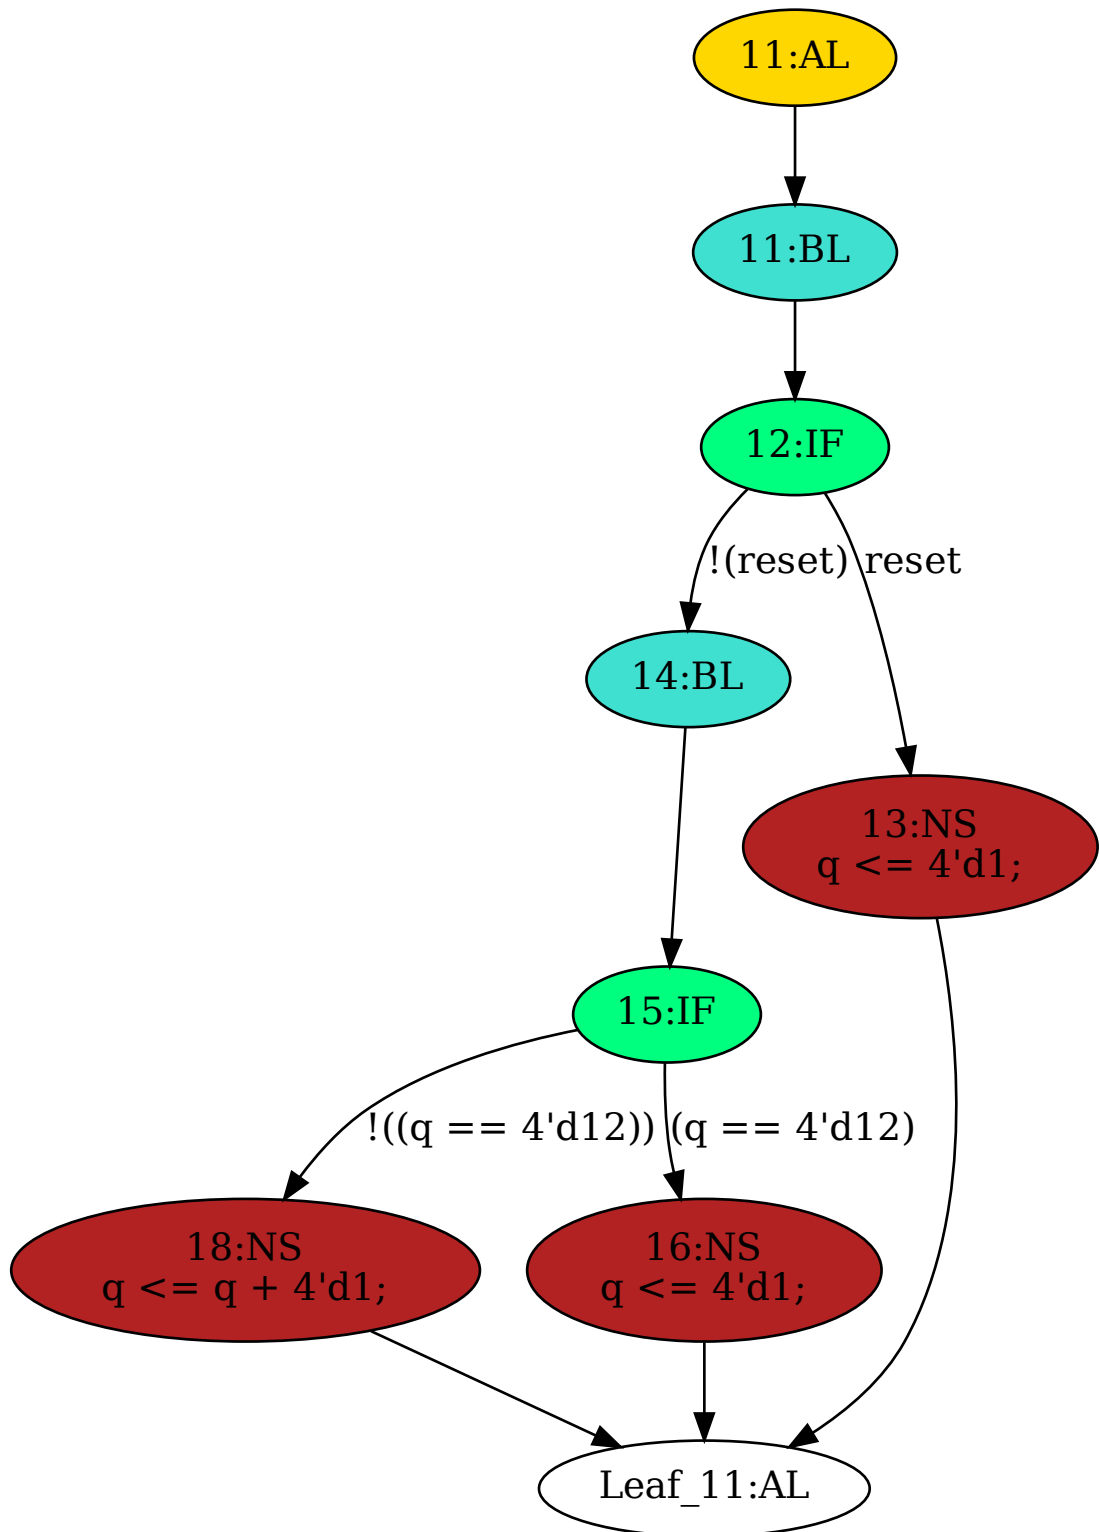 11:AL
11:BL
12:IF
!(reset)
reset
14:BL
13:NS
q <= 4'd1;
15:IF
!((q == 4'd12))
(q == 4'd12)
18:NS
q <= q + 4'd1;
16:NS
q <= 4'd1;
Leaf_11:AL